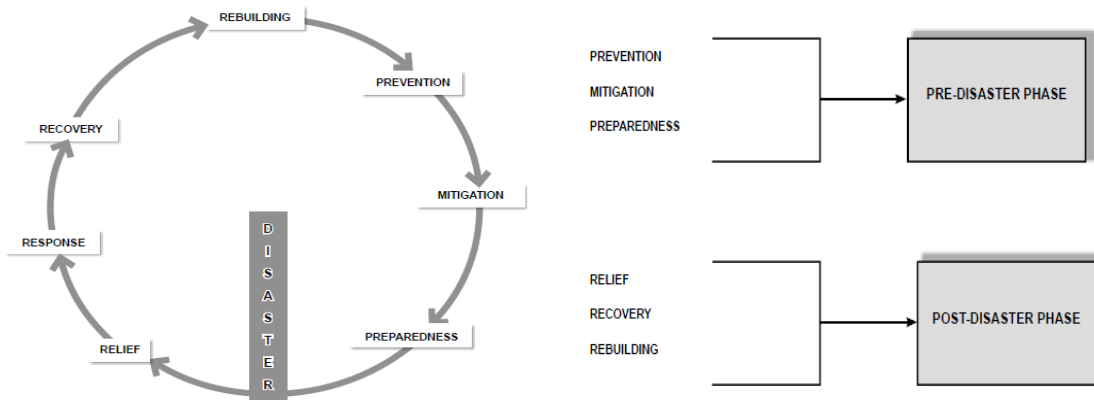 REBUILDING
PREVENTION
MITIGATION
PREPAREDNESS
DISASTER
RELIEF
RESPONSE
RECOVERY
PREVENTION
MITIGATION
PREPAREDNESS
PRE-DISASTER PHASE
RELIEF
RECOVERY
REBUILDING
POST-DISASTER PHASE